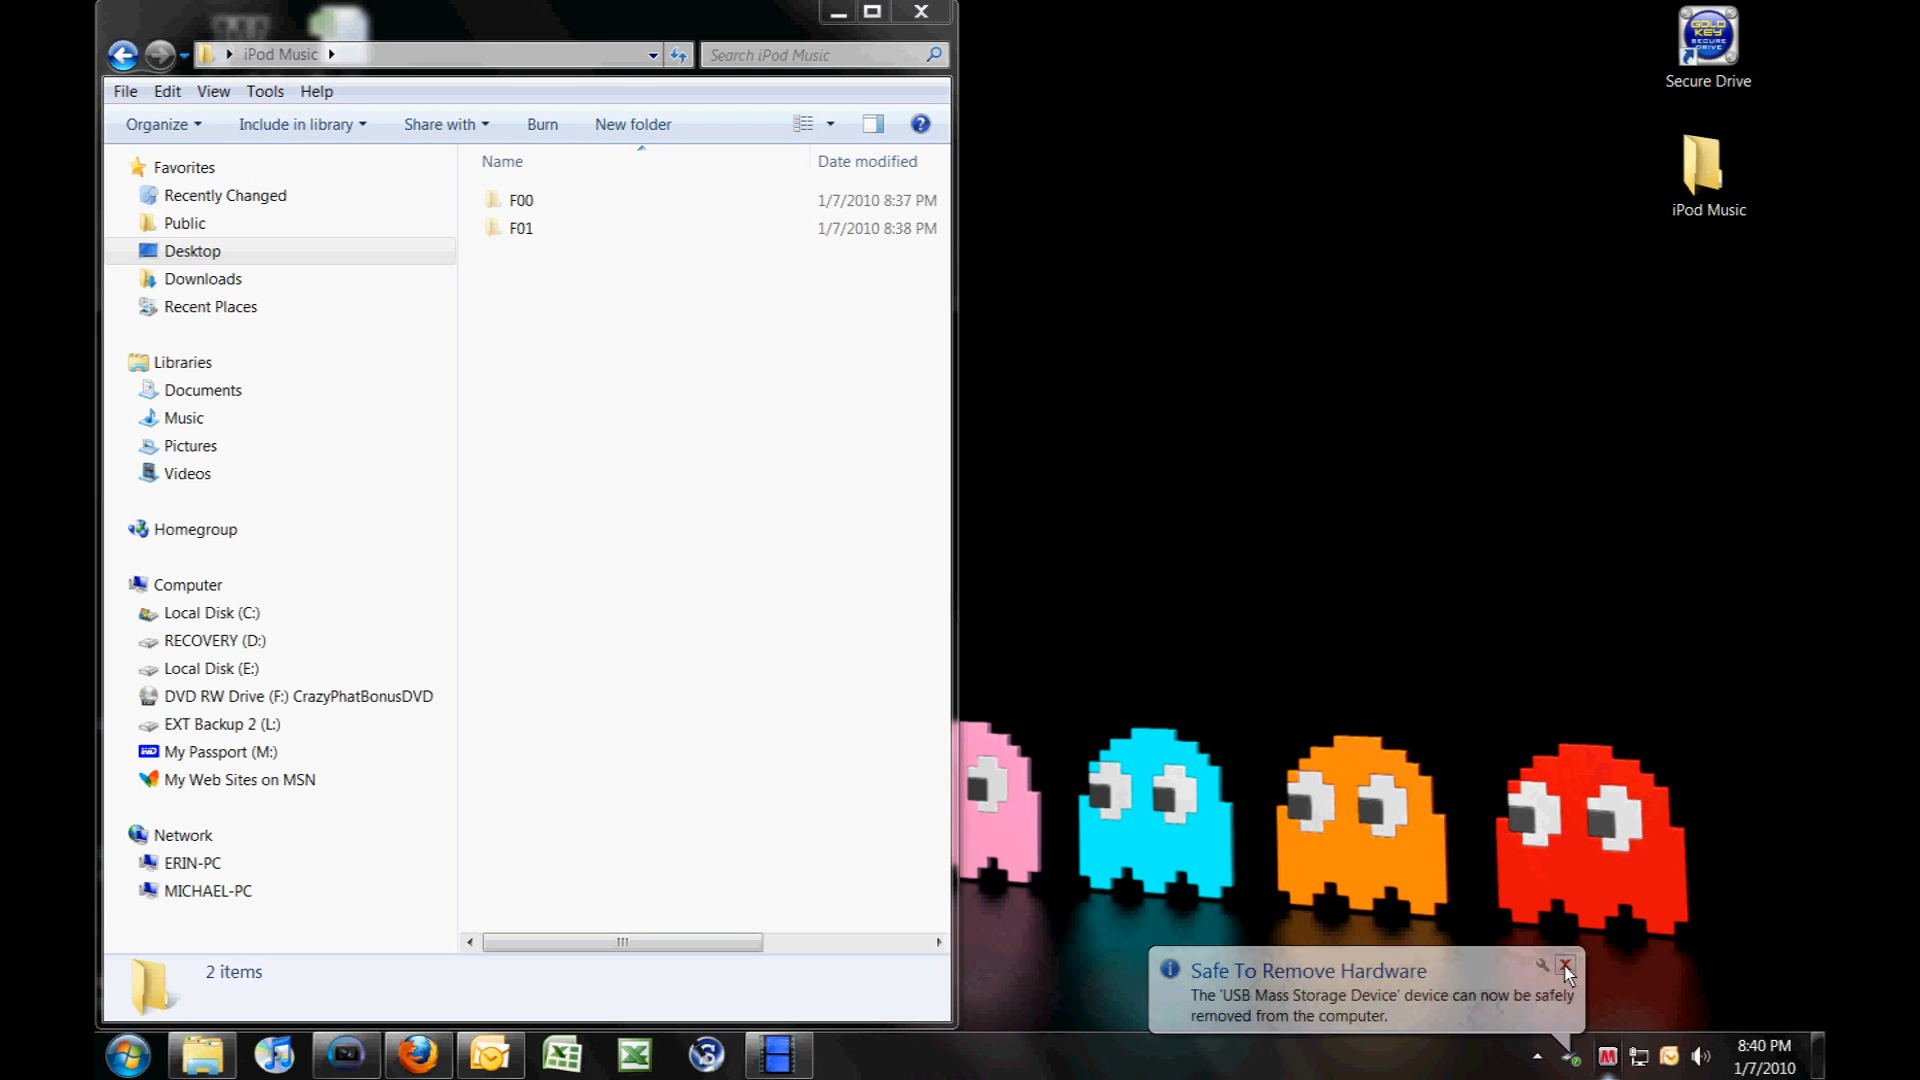 iPod Music
Search iPod Music
File Edit View Tools Help
Organize Include in library Share with Burn New folder
Name Date modified
F00 1/7/2010 8:37 PM
F01 1/7/2010 8:38 PM
Favorites
Recently Changed
Public
Desktop
Downloads
Recent Places
Libraries
Documents
Music
Pictures
Videos
Homegroup
Computer
Local Disk (C:)
RECOVERY (D:)
Local Disk (E:)
DVD RW Drive (F:) CrazyPhatBonusDVD
EXT Backup 2 (L:)
WD My Passport (M:)
My Web Sites on MSN
Network
ERIN-PC
MICHAEL-PC
2 items
GOLD
KEY
SECURE
DRIVE
Secure Drive
iPod Music
Safe To Remove Hardware
The 'USB Mass Storage Device' device can now be safely
removed from the computer.
8:40 PM
1/7/2010